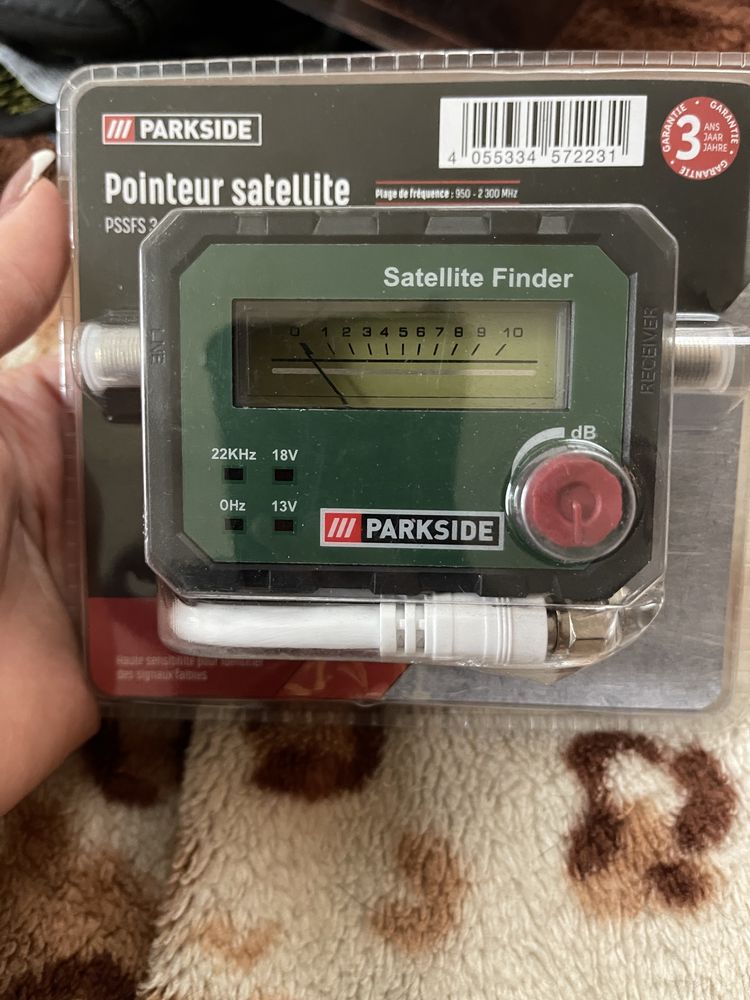 PARKSIDE
4 055334 572231
GARANTIE • GARANTIE • GARANTIE •
3 ANS
JAAR
JAHRE
Pointeur satellite
Plage de fréquence : 950 - 2 300 MHz
PSSFS 3
Satellite Finder
0 1 2 3 4 5 6 7 8 9 10
LNB
RECEIVER
dB
22KHz 18V
0Hz 13V
PARKSIDE
Haute sensibilité pour identifier
des signaux faibles